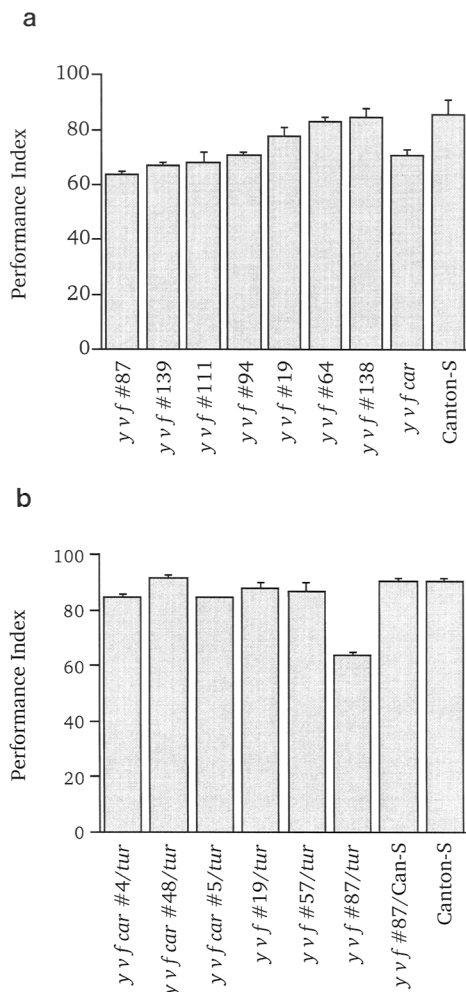 a
Performance Index
100
80
60
40
20
0
y v f #87
y v f #139
y v f #111
y v f #94
y v f #19
y v f #64
y v f #138
y v f car
Canton-S
b
Performance Index
100
80
60
40
20
0
y v f car #4/tur
y v f car #48/tur
y v f car #5/tur
y v f #19/tur
y v f #57/tur
y v f #87/tur
y v f #87/Can-S
Canton-S